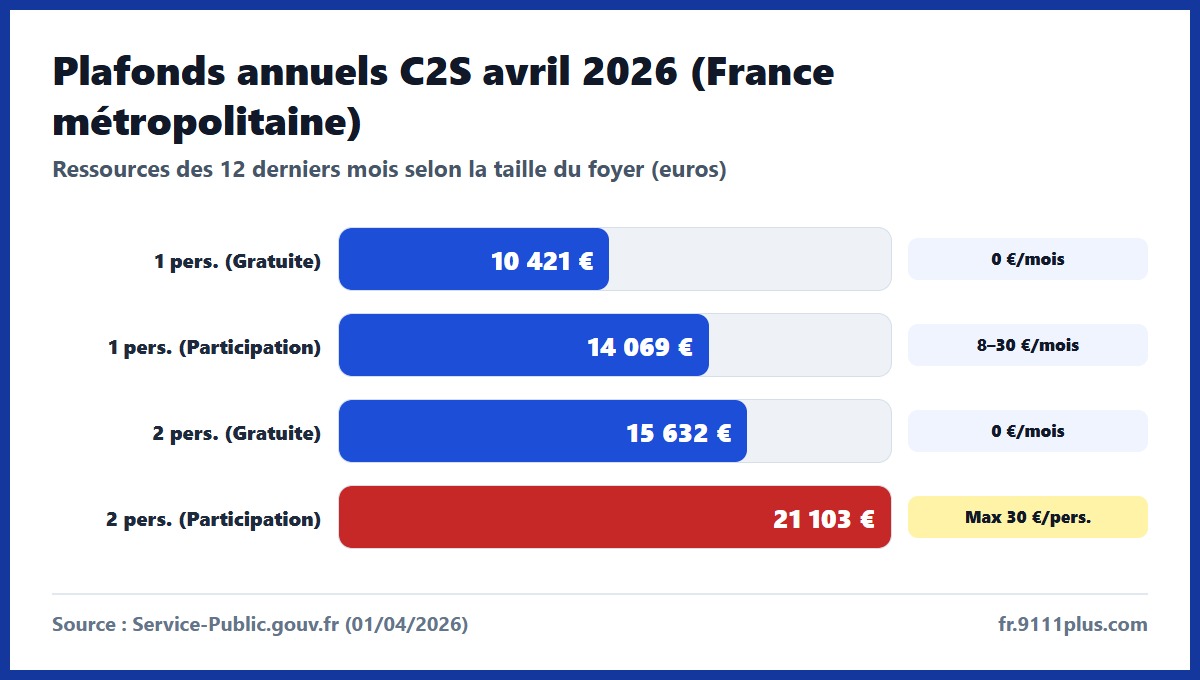 Plafonds annuels C2S avril 2026 (France
métropolitaine)
Ressources des 12 derniers mois selon la taille du foyer (euros)
1 pers. (Gratuite) 10 421 € 0 €/mois
1 pers. (Participation) 14 069 € 8–30 €/mois
2 pers. (Gratuite) 15 632 € 0 €/mois
2 pers. (Participation) 21 103 € Max 30 €/pers.
Source : Service-Public.gouv.fr (01/04/2026) fr.9111plus.com